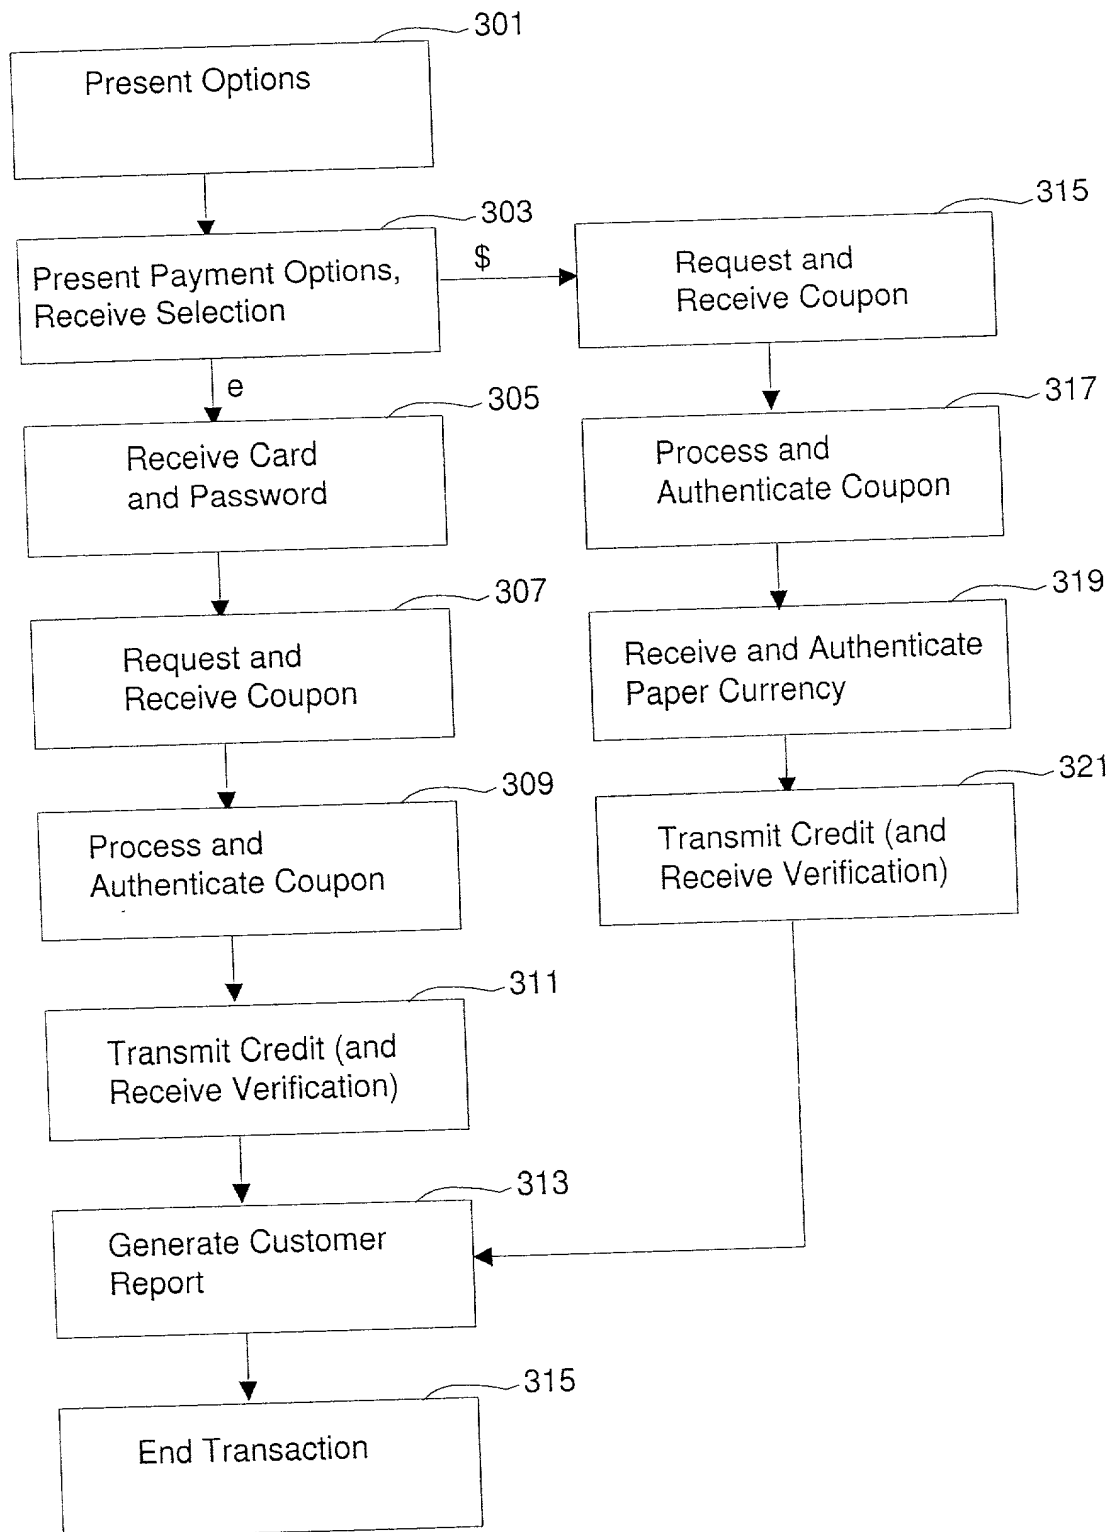 301
Present Options
303
Present Payment Options,
Receive Selection
$
315
Request and
Receive Coupon
e
305
Receive Card
and Password
317
Process and
Authenticate Coupon
307
Request and
Receive Coupon
319
Receive and Authenticate
Paper Currency
309
Process and
Authenticate Coupon
321
Transmit Credit (and
Receive Verification)
311
Transmit Credit (and
Receive Verification)
313
Generate Customer
Report
315
End Transaction